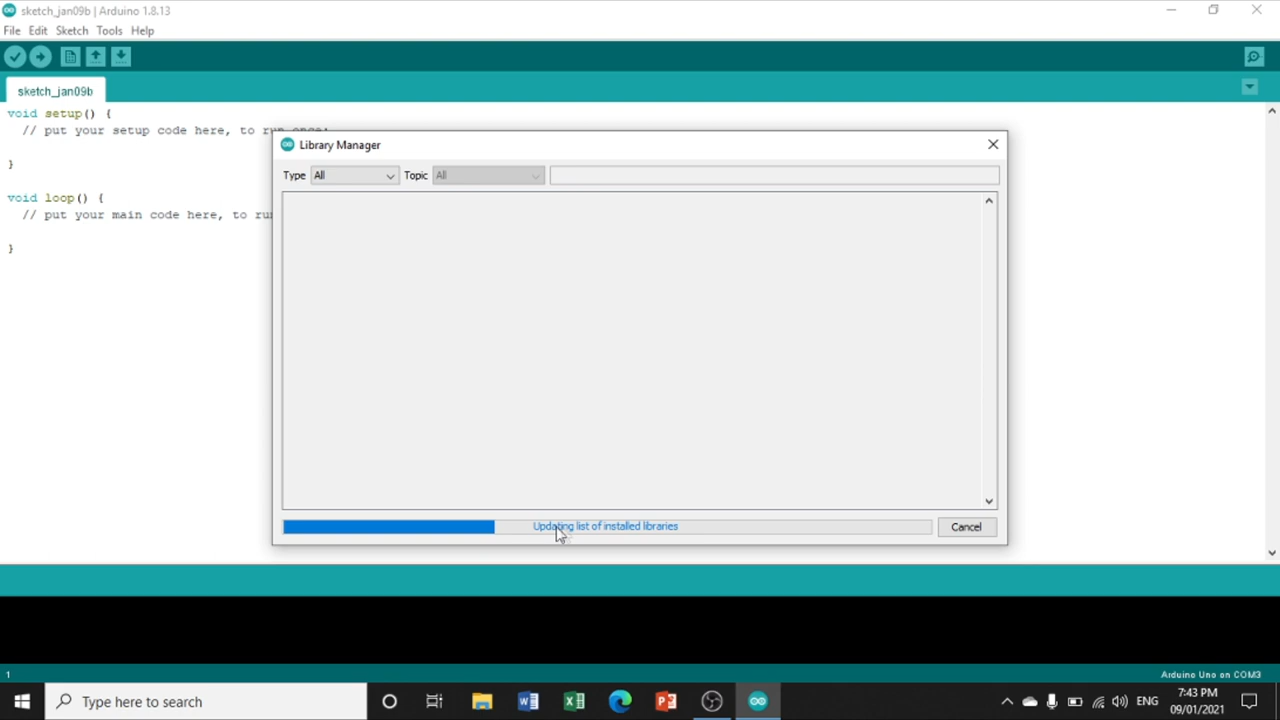 sketch_jan09b | Arduino 1.8.13
File Edit Sketch Tools Help
sketch_jan09b
void setup() {
// put your setup code here, to run once:
}
void loop() {
// put your main code here, to
}
Library Manager
Type All Topic All
Updating list of installed libraries
Cancel
1
Arduino Uno on COM3
Type here to search
ENG
7:43 PM
09/01/2021